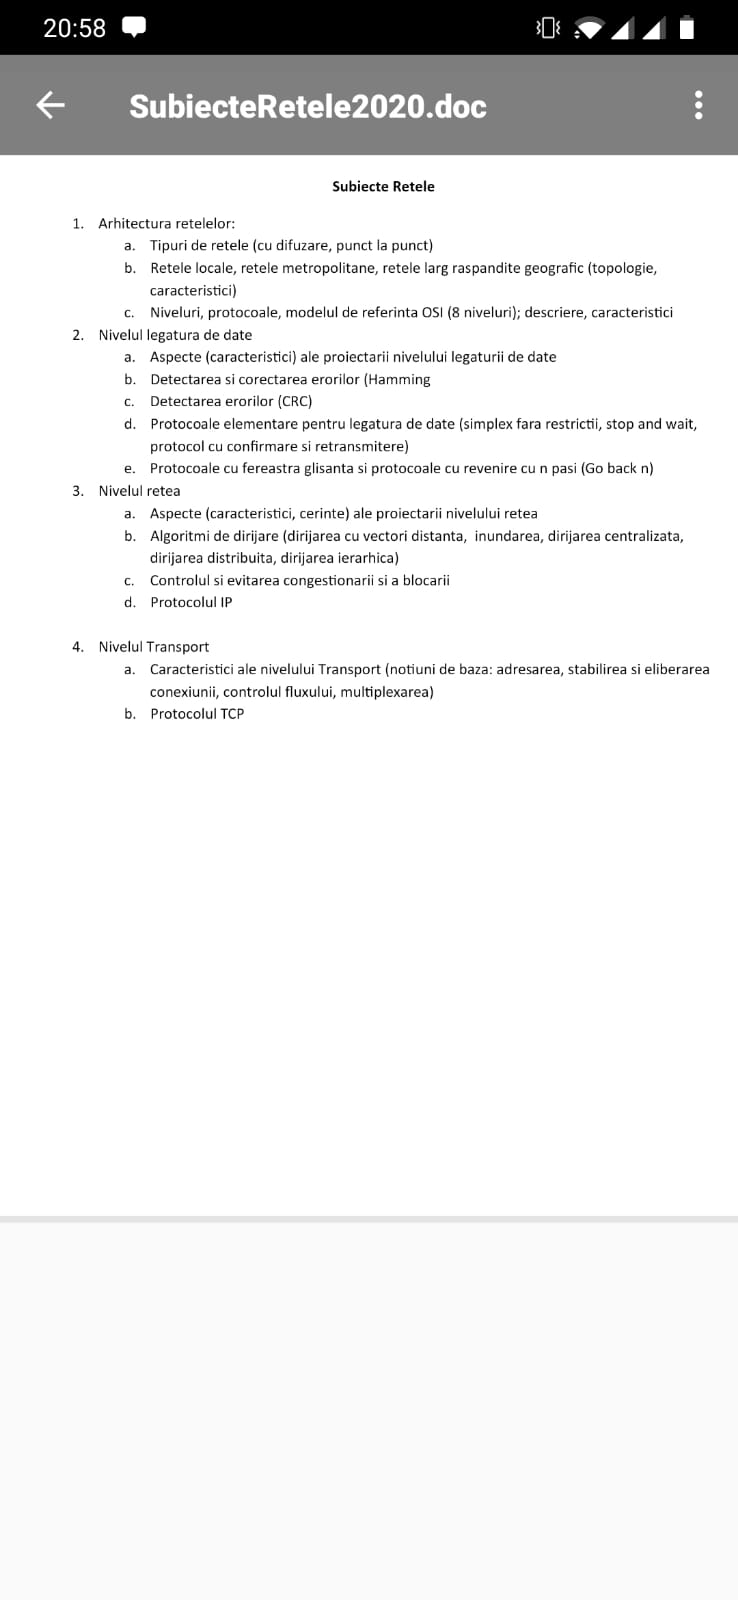 20:58
SubiecteRetele2020.doc
Subiecte Retele
1. Arhitectura retelelor:
a. Tipuri de retele (cu difuzare, punct la punct)
b. Retele locale, retele metropolitane, retele larg raspandite geografic (topologie,
caracteristici)
c. Niveluri, protocoale, modelul de referinta OSI (8 niveluri); descriere, caracteristici
2. Nivelul legatura de date
a. Aspecte (caracteristici) ale proiectarii nivelului legaturii de date
b. Detectarea si corectarea erorilor (Hamming
c. Detectarea erorilor (CRC)
d. Protocoale elementare pentru legatura de date (simplex fara restrictii, stop and wait,
protocol cu confirmare si retransmitere)
e. Protocoale cu fereastra glisanta si protocoale cu revenire cu n pasi (Go back n)
3. Nivelul retea
a. Aspecte (caracteristici, cerinte) ale proiectarii nivelului retea
b. Algoritmi de dirijare (dirijarea cu vectori distanta, inundarea, dirijarea centralizata,
dirijarea distribuita, dirijarea ierarhica)
c. Controlul si evitarea congestionarii si a blocarii
d. Protocolul IP
4. Nivelul Transport
a. Caracteristici ale nivelului Transport (notiuni de baza: adresarea, stabilirea si eliberarea
conexiunii, controlul fluxului, multiplexarea)
b. Protocolul TCP